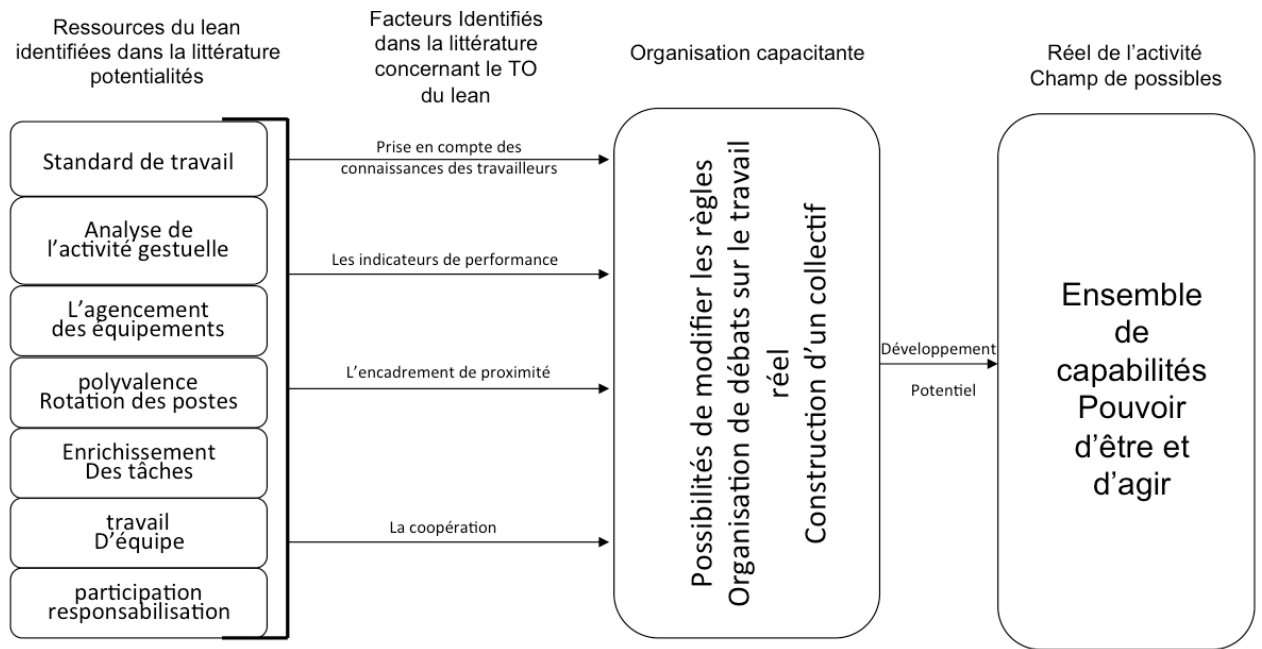 Ressources du lean
identifiées dans la littérature
potentialités
Facteurs Identifiés
dans la littérature
concernant le TO
du lean
Organisation capacitante
Réel de l’activité
Champ de possibles
Standard de travail
Analyse de
l’activité gestuelle
L’agencement
des équipements
polyvalence
Rotation des postes
Enrichissement
Des tâches
travail
D’équipe
participation
responsabilisation
Prise en compte des
connaissances des travailleurs
Les indicateurs de performance
L’encadrement de proximité
La coopération
Possibilités de modifier les règles
Organisation de débats sur le travail
réel
Construction d’un collectif
Développement
Potentiel
Ensemble
de
capabilités
Pouvoir
d’être et
d’agir